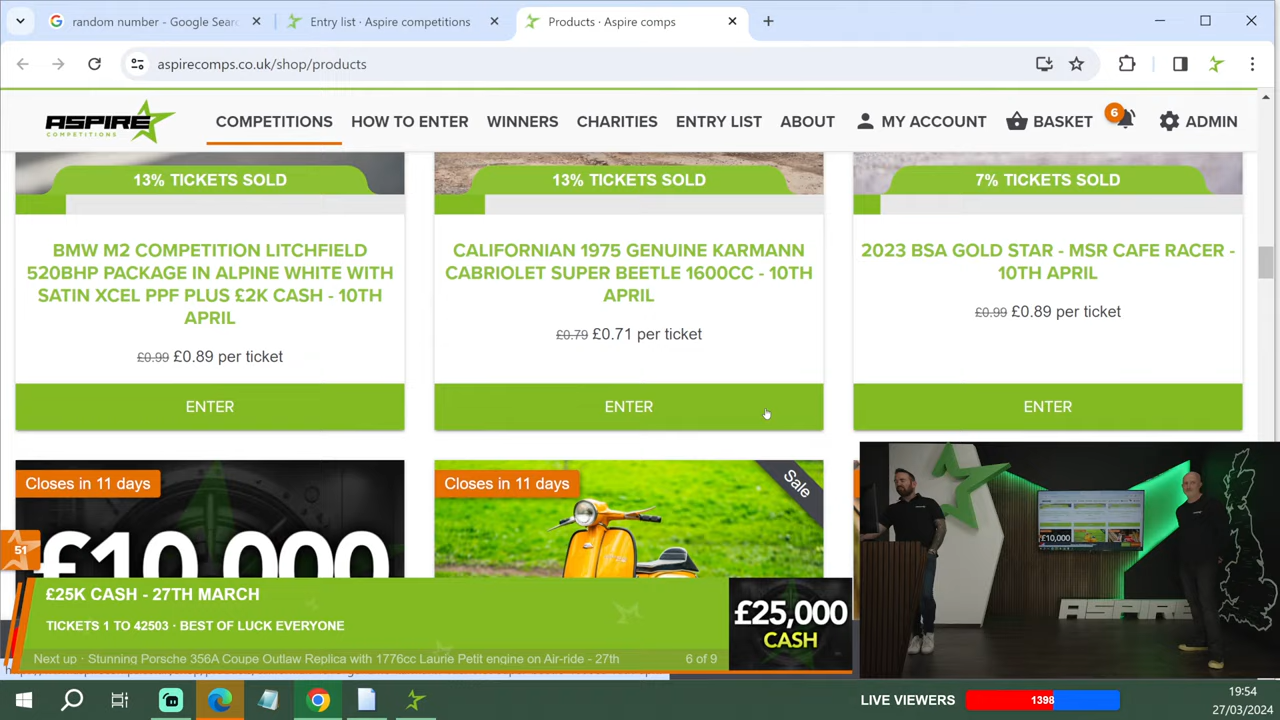 random number - Google Sear
Entry list · Aspire competitions
Products · Aspire comps
aspirecomps.co.uk/shop/products
ASPIRE
COMPETITIONS
COMPETITIONS
HOW TO ENTER
WINNERS
CHARITIES
ENTRY LIST
ABOUT
MY ACCOUNT
BASKET
6
ADMIN
13% TICKETS SOLD
13% TICKETS SOLD
7% TICKETS SOLD
BMW M2 COMPETITION LITCHFIELD
520BHP PACKAGE IN ALPINE WHITE WITH
SATIN XCEL PPF PLUS £2K CASH - 10TH
APRIL
£0.99 £0.89 per ticket
ENTER
CALIFORNIAN 1975 GENUINE KARMANN
CABRIOLET SUPER BEETLE 1600CC - 10TH
APRIL
£0.79 £0.71 per ticket
ENTER
2023 BSA GOLD STAR - MSR CAFE RACER -
10TH APRIL
£0.99 £0.89 per ticket
ENTER
Closes in 11 days
£10,000
Closes in 11 days
Sale
51
£25K CASH - 27TH MARCH
TICKETS 1 TO 42503 · BEST OF LUCK EVERYONE
Next up · Stunning Porsche 356A Coupe Outlaw Replica with 1776cc Laurie Petit engine on Air-ride - 27th
6 of 9
£25,000
CASH
£10,000
ASPIRE
LIVE VIEWERS
1398
19:54
27/03/2024